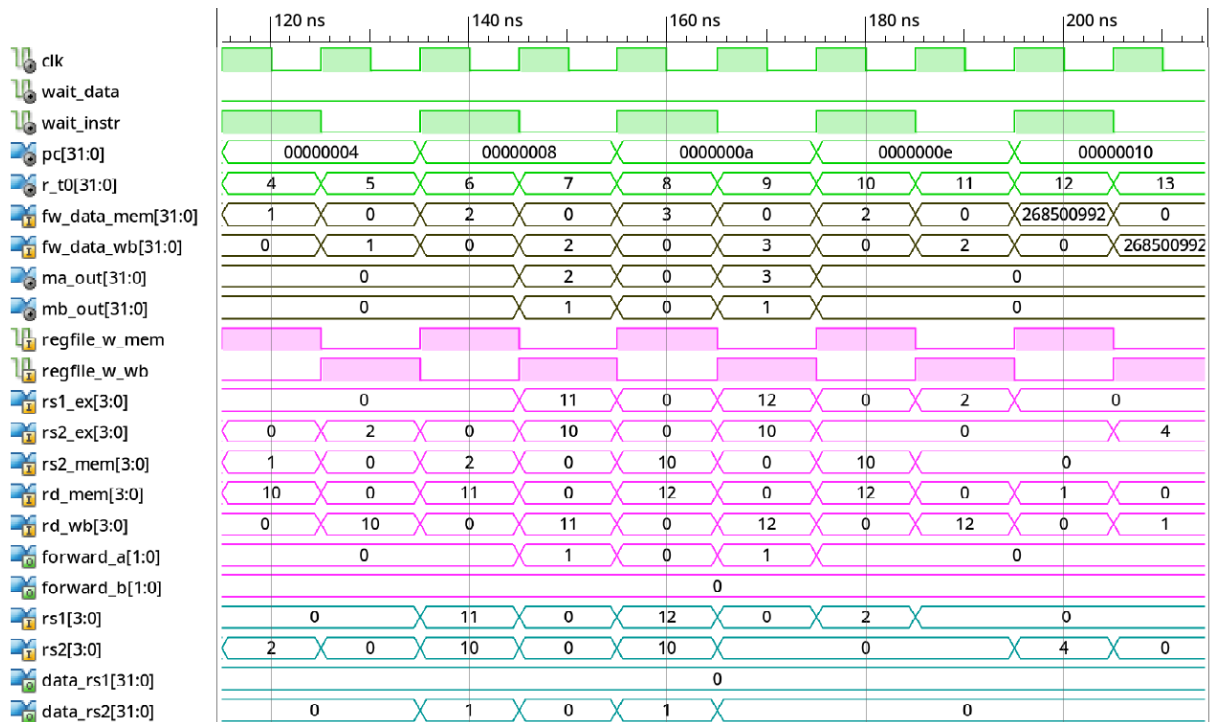 120 ns 140 ns 160 ns 180 ns 200 ns
clk
wait_data
wait_instr
pc[31:0] 00000004 00000008 0000000a 0000000e 00000010
r_t0[31:0] 4 5 6 7 8 9 10 11 12 13
fw_data_mem[31:0] 1 0 2 0 3 0 2 0 268500992 0
fw_data_wb[31:0] 0 1 0 2 0 3 0 2 0 268500992
ma_out[31:0] 0 2 0 3 0
mb_out[31:0] 0 1 0 1 0
regfile_w_mem
regfile_w_wb
rs1_ex[3:0] 0 11 0 12 0 2 0
rs2_ex[3:0] 0 2 0 10 0 10 0 4
rs2_mem[3:0] 1 0 2 0 10 0 10 0
rd_mem[3:0] 10 0 11 0 12 0 12 0 1 0
rd_wb[3:0] 0 10 0 11 0 12 0 12 0 1
forward_a[1:0] 0 1 0 1 0
forward_b[1:0] 0
rs1[3:0] 0 11 0 12 0 2 0
rs2[3:0] 2 0 10 0 10 0 4 0
data_rs1[31:0] 0
data_rs2[31:0] 0 1 0 1 0